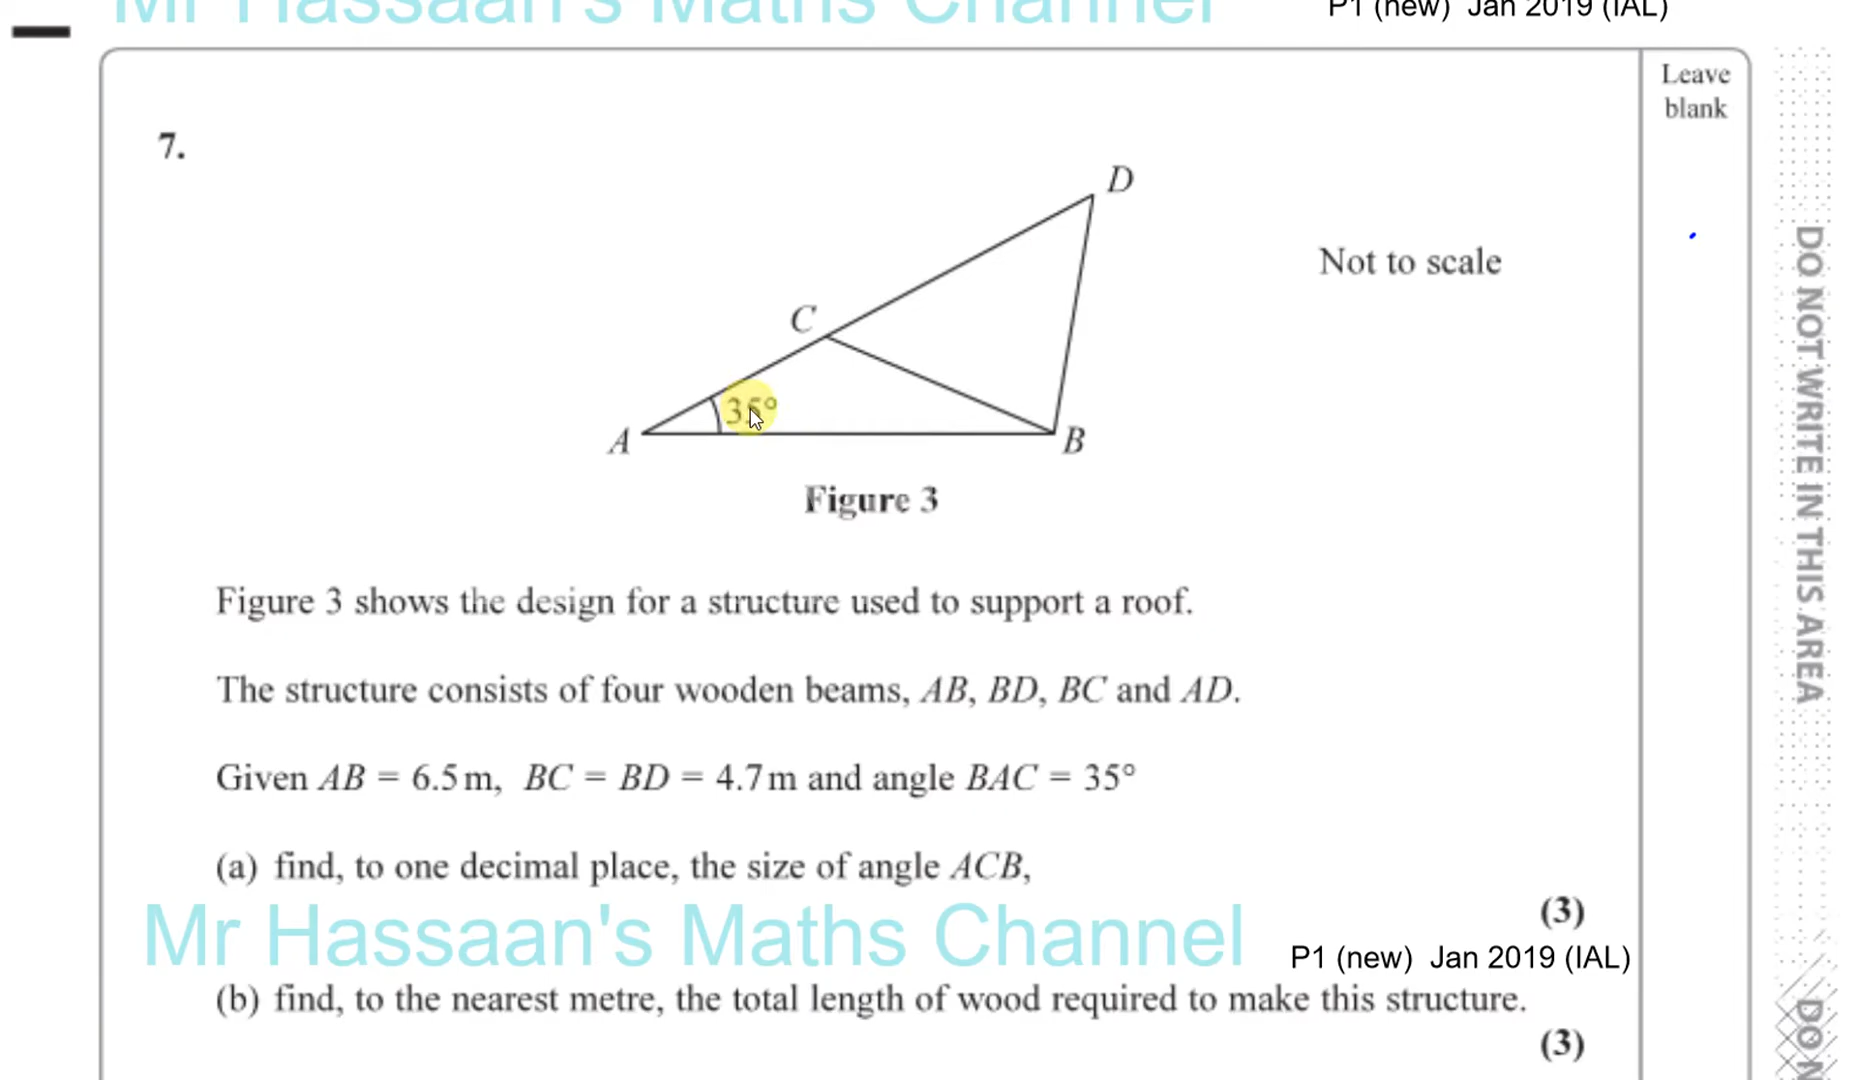 Mr Hassaan's Maths Channel
P1 (new) Jan 2019 (IAL)
Leave
blank
7.
D
Not to scale
C
35°
A
B
Figure 3
Figure 3 shows the design for a structure used to support a roof.
The structure consists of four wooden beams, AB, BD, BC and AD.
Given AB = 6.5 m, BC = BD = 4.7 m and angle BAC = 35°
(a) find, to one decimal place, the size of angle ACB,
(3)
Mr Hassaan's Maths Channel
P1 (new) Jan 2019 (IAL)
(b) find, to the nearest metre, the total length of wood required to make this structure.
(3)
DO NOT WRITE IN THIS AREA
DO N